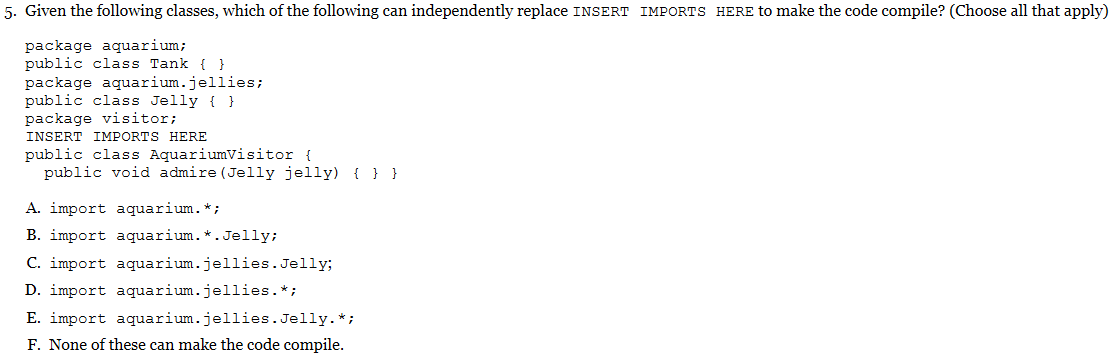 5. Given the following classes, which of the following can independently replace INSERT IMPORTS HERE to make the code compile? (Choose all that apply)
package aquarium;
public class Tank { }
package aquarium.jellies;
public class Jelly { }
package visitor;
INSERT IMPORTS HERE
public class AquariumVisitor {
public void admire(Jelly jelly) { } }
A. import aquarium.*;
B. import aquarium.*.Jelly;
C. import aquarium.jellies.Jelly;
D. import aquarium.jellies.*;
E. import aquarium.jellies.Jelly.*;
F. None of these can make the code compile.